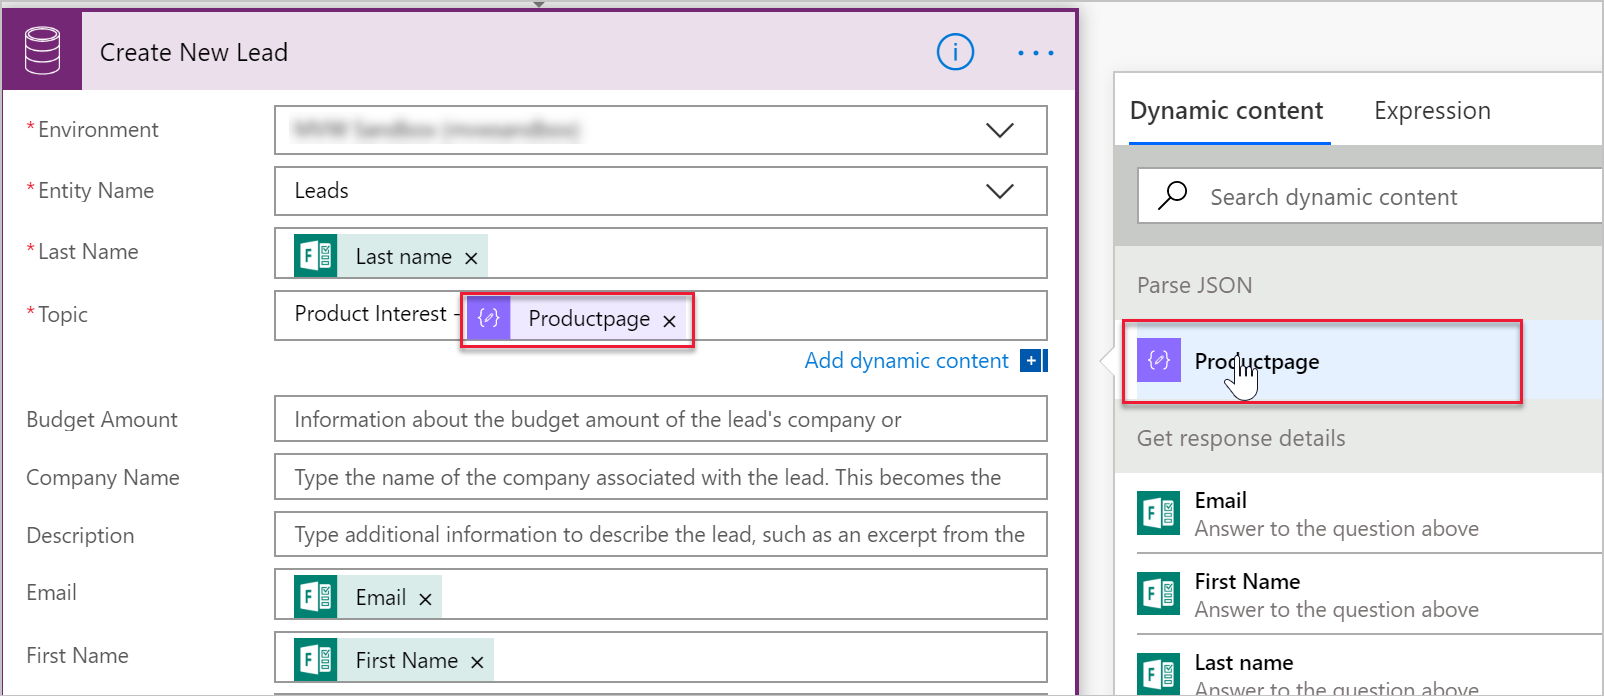 Create New Lead
* Environment
* Entity Name
Leads
* Last Name
Last name ×
* Topic
Product Interest - Productpage ×
Add dynamic content
Budget Amount
Information about the budget amount of the lead's company or
Company Name
Type the name of the company associated with the lead. This becomes the
Description
Type additional information to describe the lead, such as an excerpt from the
Email
Email ×
First Name
First Name ×
Dynamic content
Expression
Search dynamic content
Parse JSON
Productpage
Get response details
Email
Answer to the question above
First Name
Answer to the question above
Last name
Answer to the question above